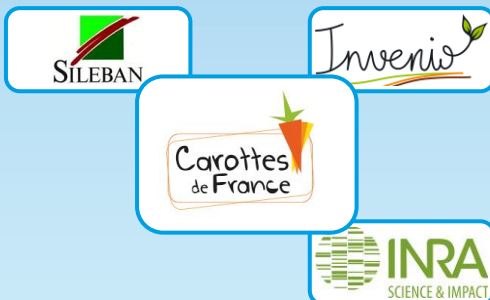 SILEBAN
Invenio
Carottes
de France
INRA
SCIENCE & IMPACT